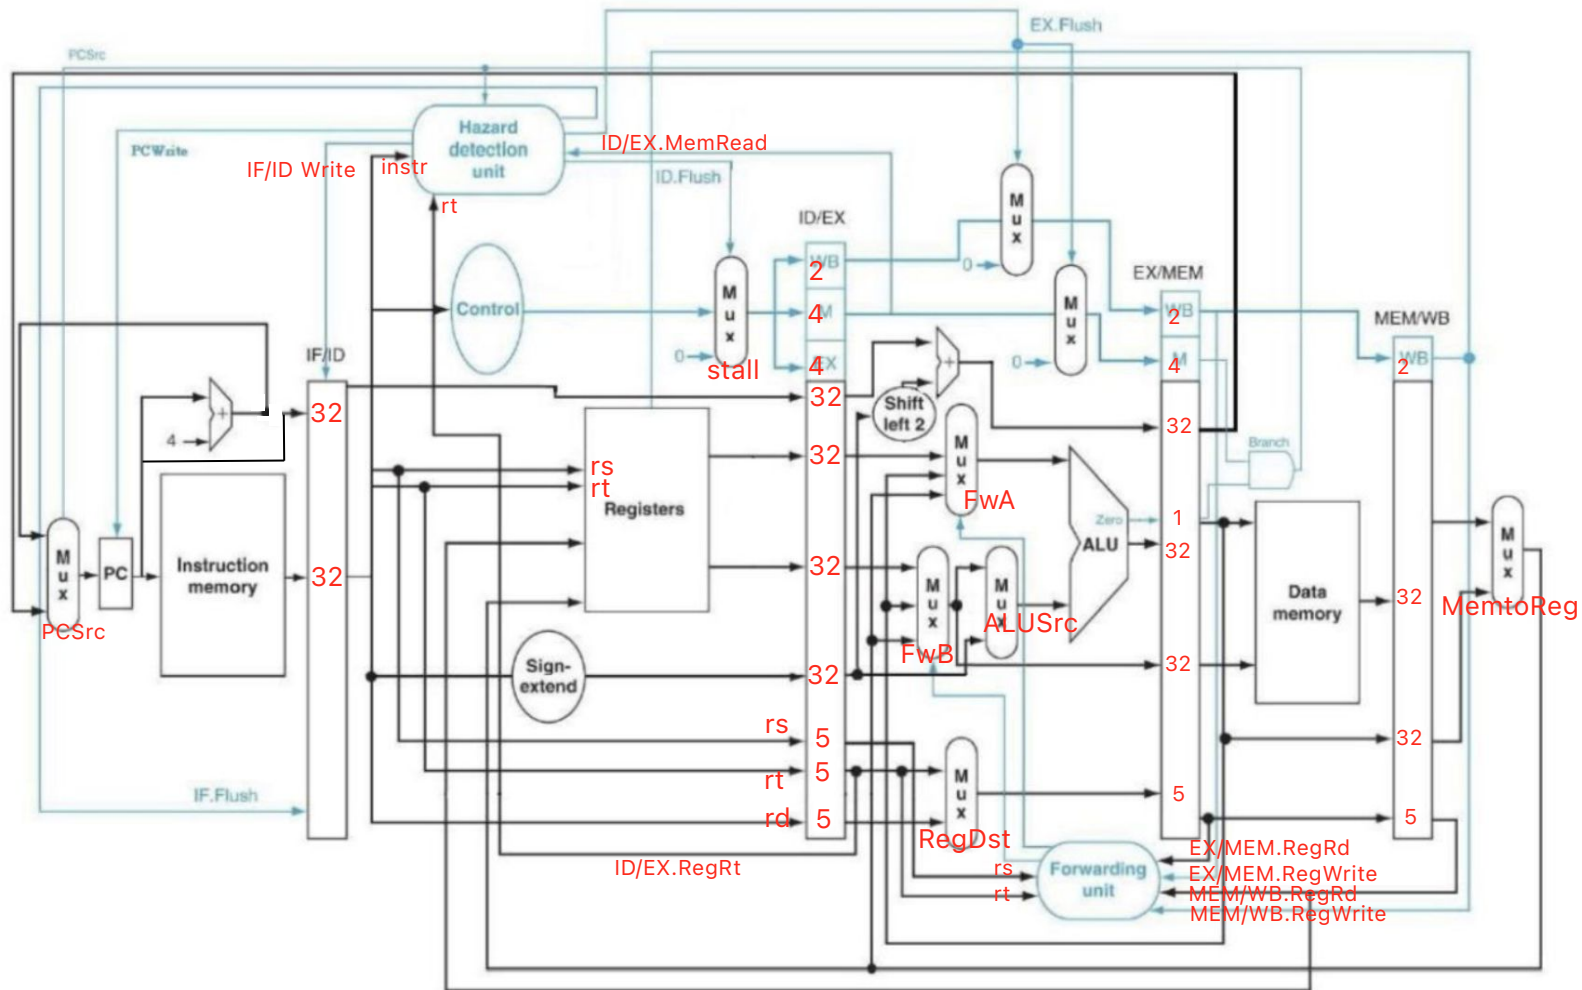 EX.Flush
PCSrc
Hazard
detection
unit
PCWrite
ID/EX.MemRead
IF/ID Write
instr
ID.Flush
rt
M
u
x
ID/EX
WB
2
0
EX/MEM
Control
M
u
x
M
4
M
u
x
WB
2
MEM/WB
0
stall
EX
4
0
M
4
WB
2
IF/ID
+
+
4
32
32
Shift
left 2
32
Branch
M
u
x
32
rs
rt
Registers
FwA
Zero
1
ALU
32
M
u
x
PCSrc
PC
Instruction
memory
32
32
M
u
x
FwB
M
u
x
ALUSrc
Data
memory
32
M
u
x
MemtoReg
Sign-
extend
32
32
rs
5
rt
5
rd
5
M
u
x
RegDst
32
5
5
IF.Flush
ID/EX.RegRt
rs
rt
Forwarding
unit
EX/MEM.RegRd
EX/MEM.RegWrite
MEM/WB.RegRd
MEM/WB.RegWrite